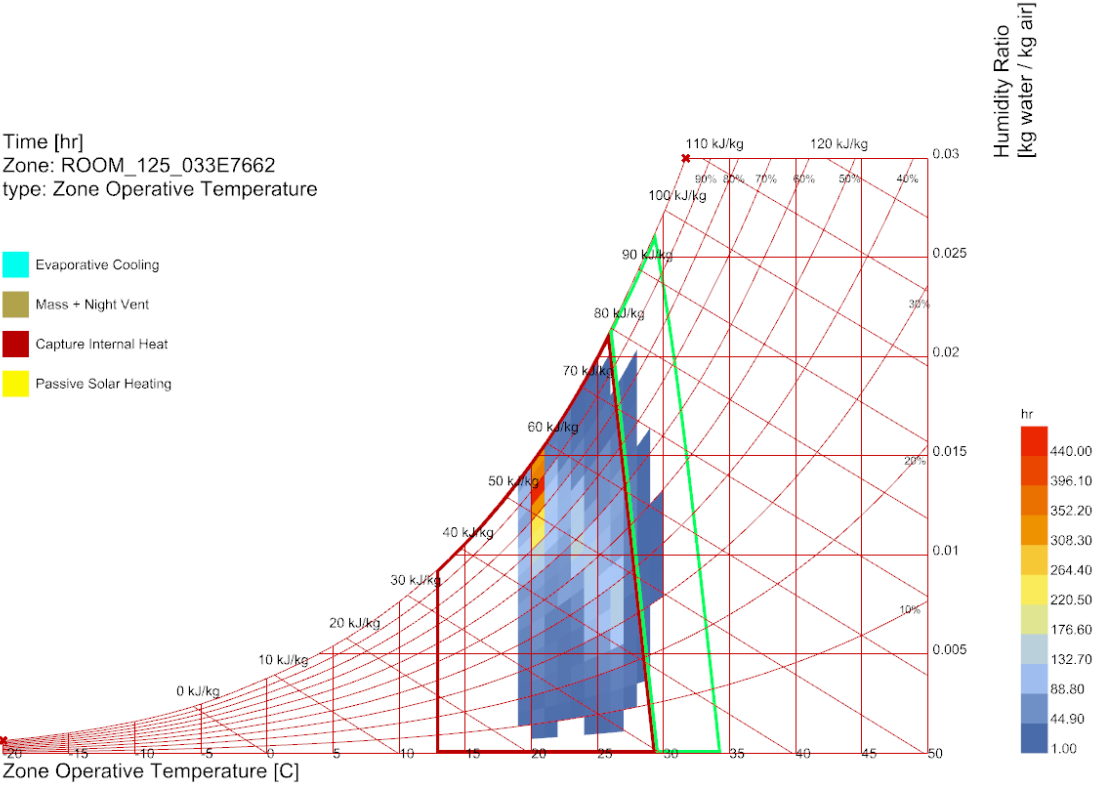 Humidity Ratio
[kg water / kg air]
Time [hr]
Zone: ROOM_125_033E7662
type: Zone Operative Temperature
Evaporative Cooling
Mass + Night Vent
Capture Internal Heat
Passive Solar Heating
110 kJ/kg
120 kJ/kg
0.03
90%
80%
70%
60%
50%
40%
100 kJ/kg
90 kJ/kg
0.025
30%
80 kJ/kg
0.02
70 kJ/kg
60 kJ/kg
0.015
20%
50 kJ/kg
40 kJ/kg
0.01
30 kJ/kg
10%
20 kJ/kg
0.005
10 kJ/kg
0 kJ/kg
hr
440.00
396.10
352.20
308.30
264.40
220.50
176.60
132.70
88.80
44.90
1.00
-20
-15
-10
-5
0
5
10
15
20
25
30
35
40
45
50
Zone Operative Temperature [C]